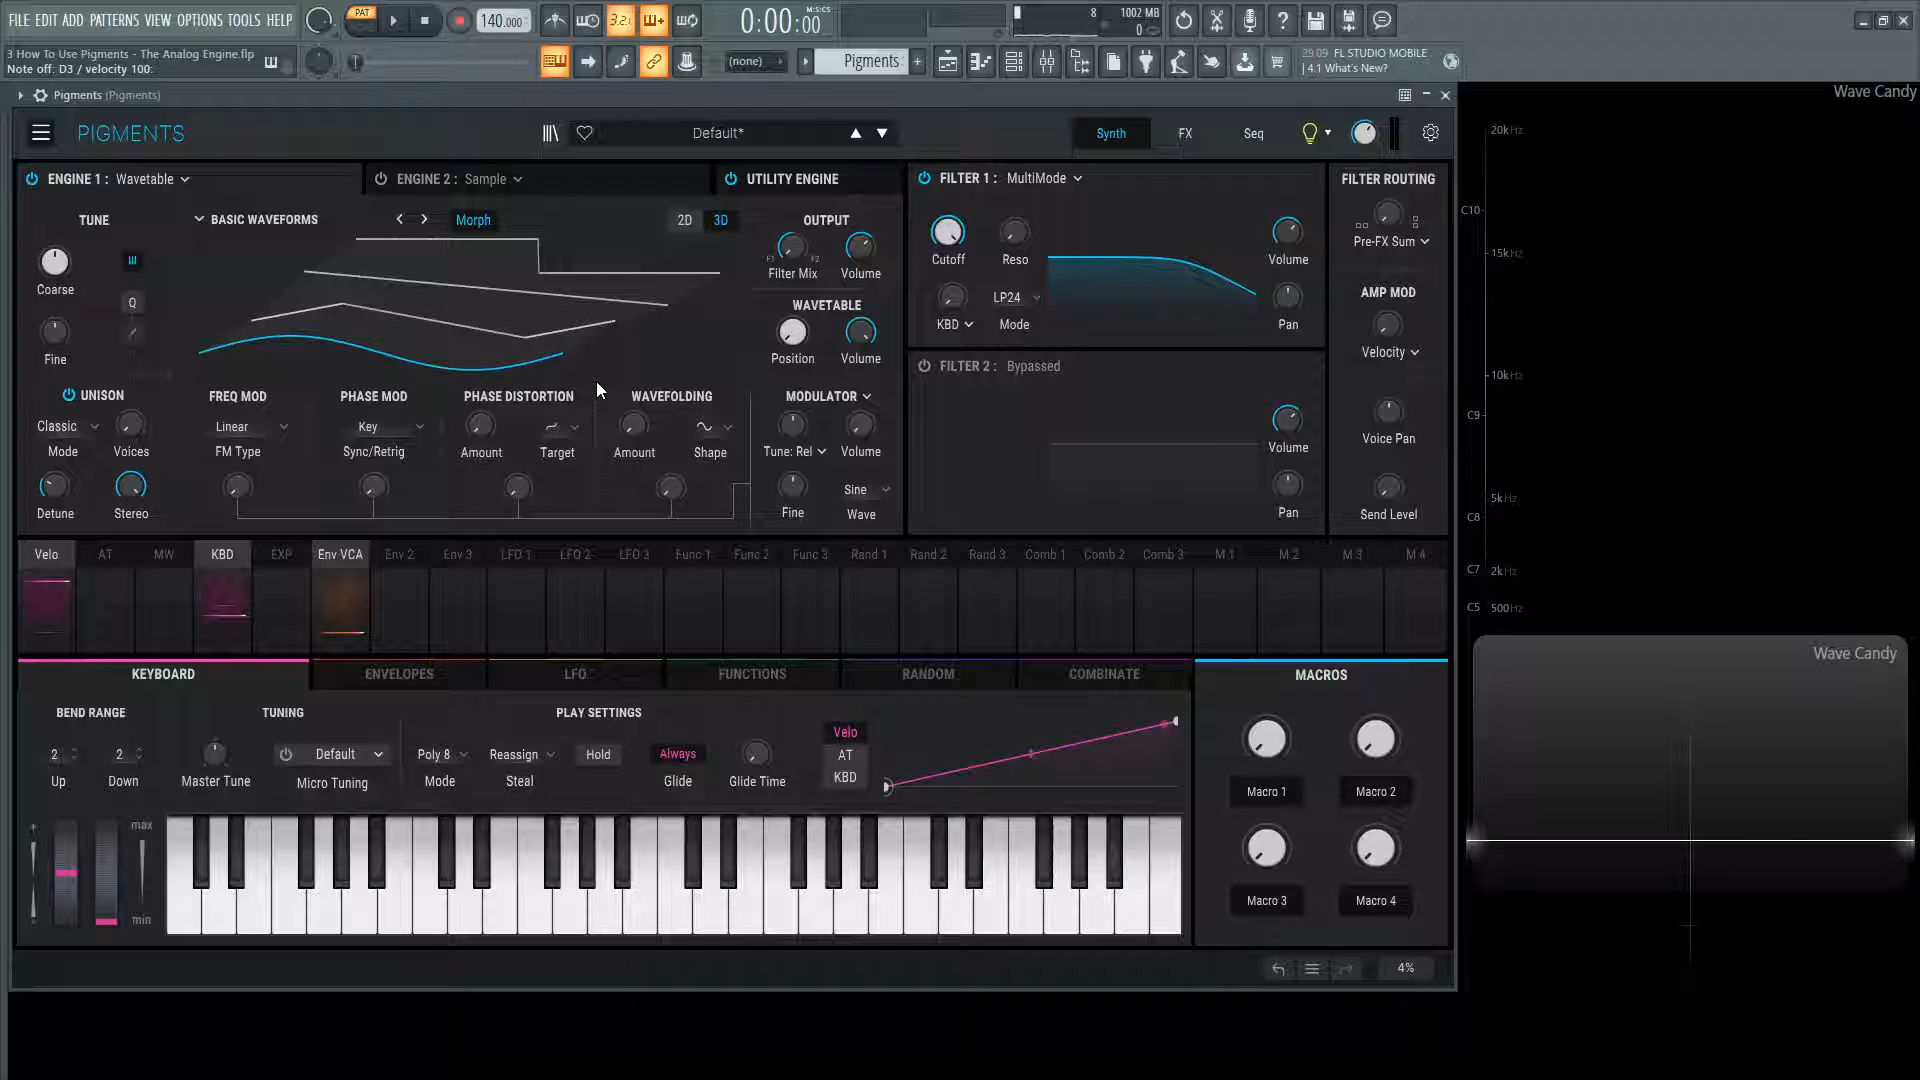 FILE EDIT ADD PATTERNS VIEW OPTIONS TOOLS HELP
PAT
140.000
3.2.
0:00:00
M:S:CS
8
1002 MB
0
3 How To Use Pigments - The Analog Engine.flp
Note off: D3 / velocity 100:
(none)
Pigments
29.09 FL STUDIO MOBILE
| 4.1 What's New?
Pigments (Pigments)
Wave Candy
PIGMENTS
Default*
Synth
FX
Seq
ENGINE 1 : Wavetable
ENGINE 2 : Sample
UTILITY ENGINE
FILTER 1 : MultiMode
FILTER ROUTING
TUNE
BASIC WAVEFORMS
Morph
2D
3D
OUTPUT
Coarse
Q
Fine
F1
F2
Filter Mix
Volume
WAVETABLE
Position
Volume
Cutoff
Reso
Volume
KBD
LP24
Mode
Pan
Pre-FX Sum
AMP MOD
Velocity
Voice Pan
Send Level
FILTER 2 : Bypassed
Volume
Pan
UNISON
FREQ MOD
PHASE MOD
PHASE DISTORTION
WAVEFOLDING
MODULATOR
Classic
Mode
Voices
Linear
FM Type
Key
Sync/Retrig
Amount
Target
Amount
Shape
Tune: Rel
Volume
Detune
Stereo
Fine
Sine
Wave
Velo
AT
MW
KBD
EXP
Env VCA
Env 2
Env 3
LFO 1
LFO 2
LFO 3
Func 1
Func 2
Func 3
Rand 1
Rand 2
Rand 3
Comb 1
Comb 2
Comb 3
M 1
M 2
M 3
M 4
KEYBOARD
ENVELOPES
LFO
FUNCTIONS
RANDOM
COMBINATE
MACROS
BEND RANGE
TUNING
PLAY SETTINGS
2
Up
2
Down
Master Tune
Default
Micro Tuning
Poly 8
Mode
Reassign
Steal
Hold
Always
Glide
Glide Time
Velo
AT
KBD
max
min
Macro 1
Macro 2
Macro 3
Macro 4
4%
20kHz
C10
15kHz
10kHz
C9
5kHz
C8
C7
2kHz
C5
500Hz
Wave Candy